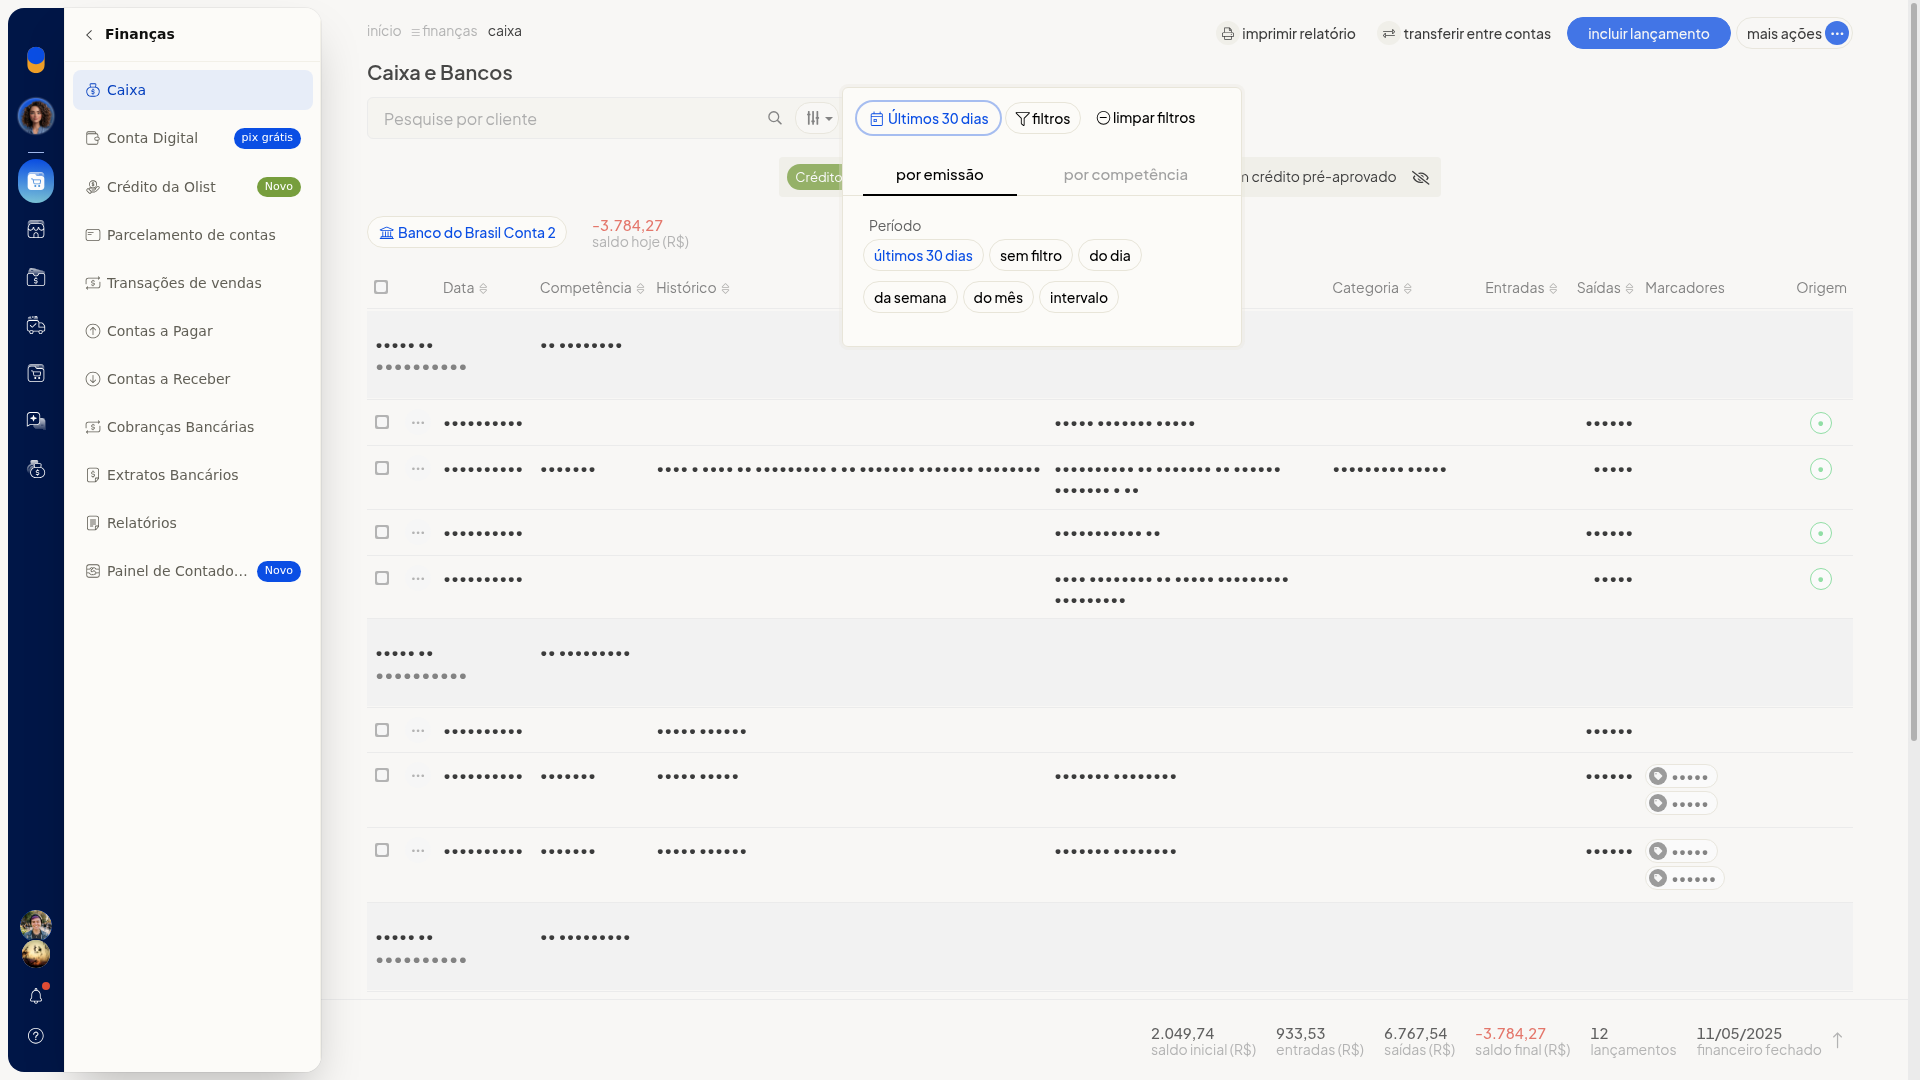 Finanças
Caixa
Conta Digital
pix grátis
Crédito da Olist
Novo
Parcelamento de contas
Transações de vendas
Contas a Pagar
Contas a Receber
Cobranças Bancárias
Extratos Bancários
Relatórios
Painel de Contado...
Novo
início
finanças
caixa
imprimir relatório
transferir entre contas
incluir lançamento
mais ações
Caixa e Bancos
Pesquise por cliente
Últimos 30 dias
filtros
limpar filtros
Crédito
crédito pré-aprovado
por emissão
por competência
Período
últimos 30 dias
sem filtro
do dia
da semana
do mês
intervalo
Banco do Brasil Conta 2
-3.784,27
saldo hoje (R$)
Data
Competência
Histórico
Categoria
Entradas
Saídas
Marcadores
Origem
2.049,74
saldo inicial (R$)
933,53
entradas (R$)
6.767,54
saídas (R$)
-3.784,27
saldo final (R$)
12
lançamentos
11/05/2025
financeiro fechado